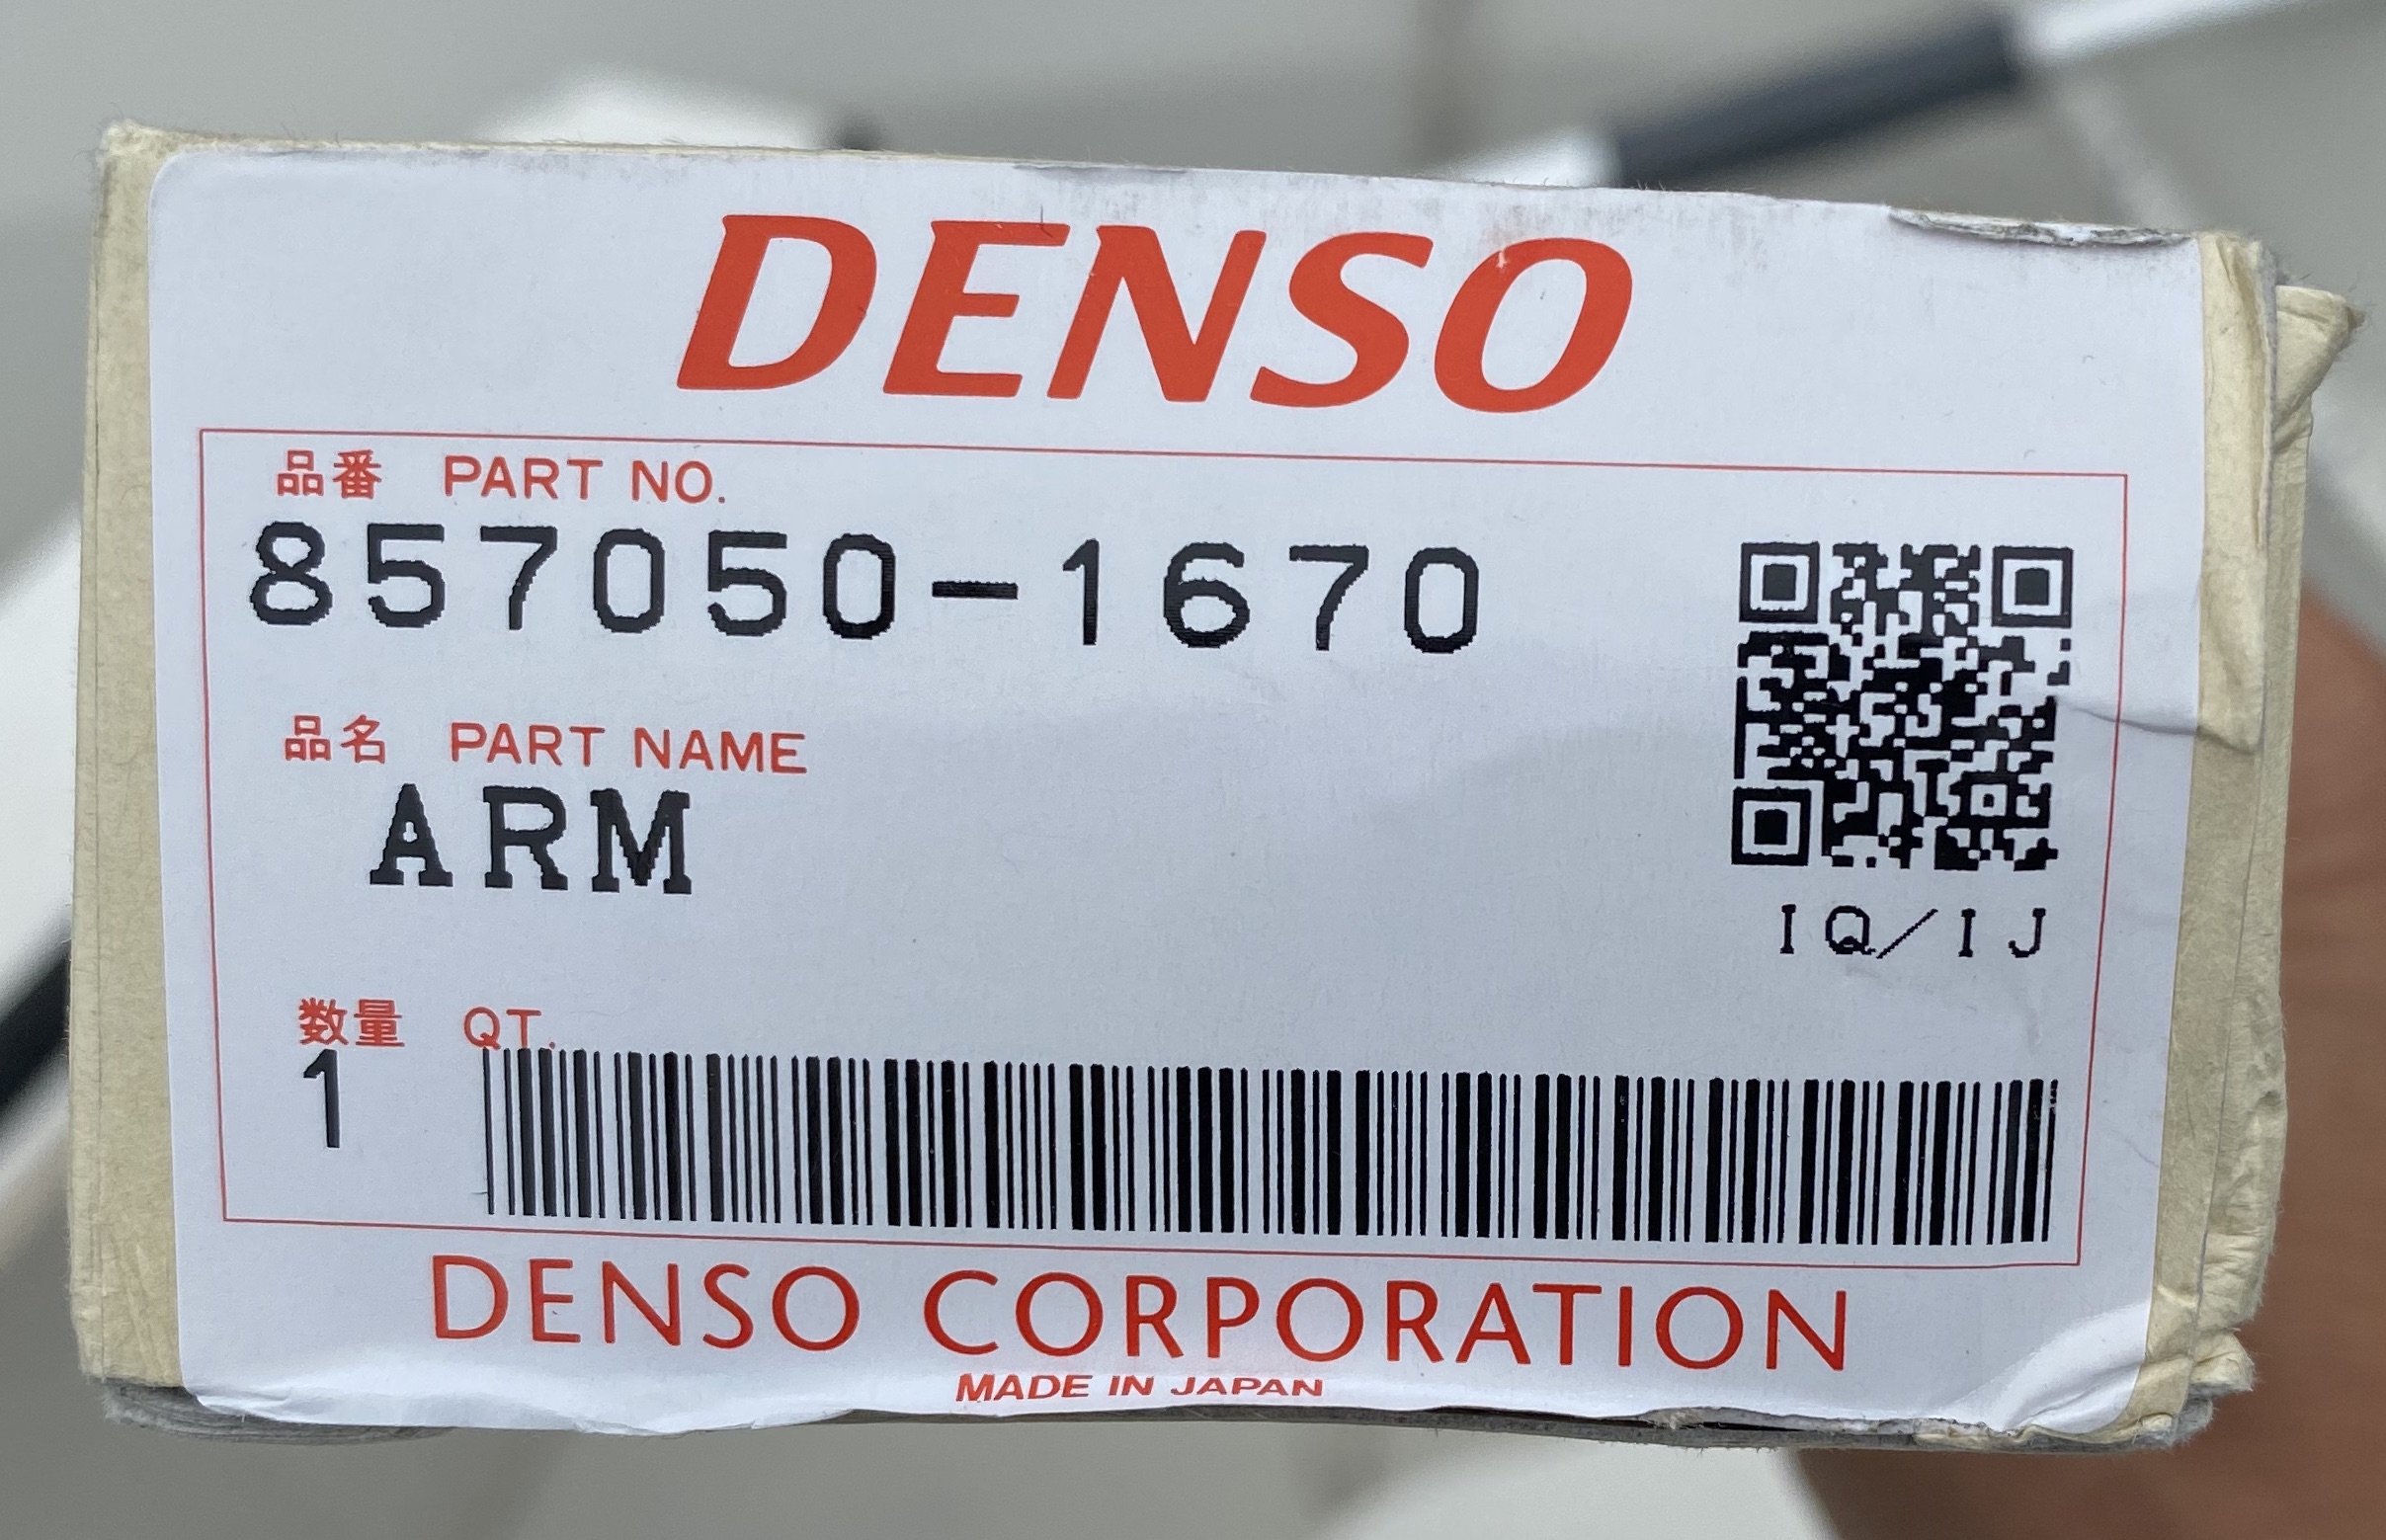 DENSO
品番 PART NO.
857050-1670
品名 PART NAME
ARM
IQ/IJ
数量 QT.
1
DENSO CORPORATION
MADE IN JAPAN